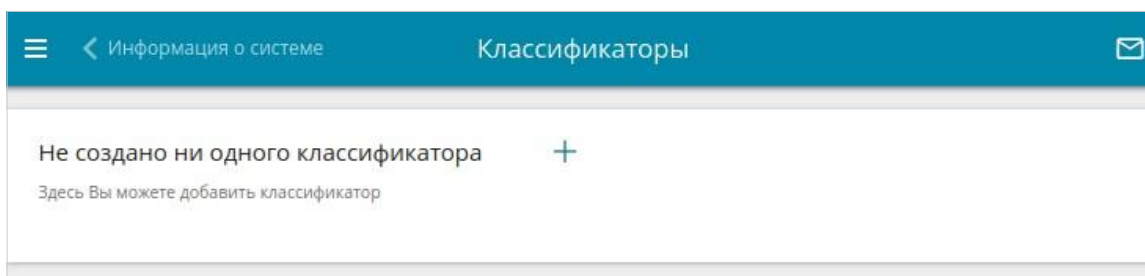 Информация о системе
Классификаторы
Не создано ни одного классификатора
Здесь Вы можете добавить классификатор